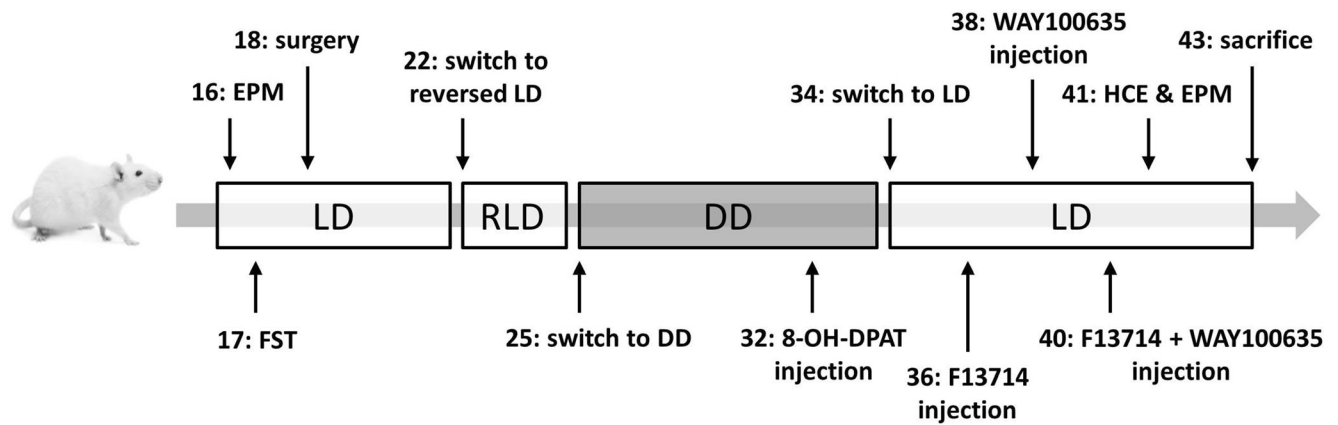 38: WAY100635
injection
18: surgery
43: sacrifice
22: switch to
reversed LD
16: EPM
34: switch to LD
41: HCE & EPM
LD
RLD
DD
LD
17: FST
25: switch to DD
32: 8-OH-DPAT
injection
36: F13714
injection
40: F13714 + WAY100635
injection